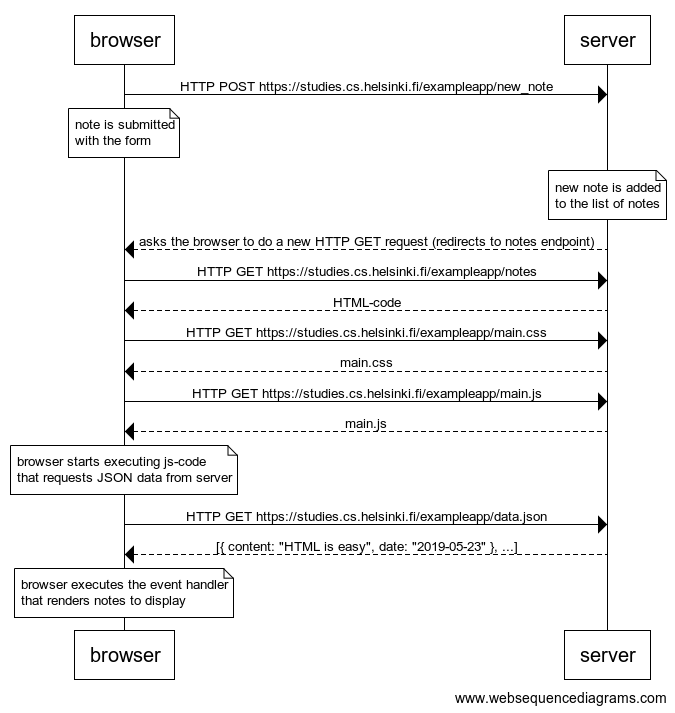 browser
server
HTTP POST https://studies.cs.helsinki.fi/exampleapp/new_note
note is submitted
with the form
new note is added
to the list of notes
asks the browser to do a new HTTP GET request (redirects to notes endpoint)
HTTP GET https://studies.cs.helsinki.fi/exampleapp/notes
HTML-code
HTTP GET https://studies.cs.helsinki.fi/exampleapp/main.css
main.css
HTTP GET https://studies.cs.helsinki.fi/exampleapp/main.js
main.js
browser starts executing js-code
that requests JSON data from server
HTTP GET https://studies.cs.helsinki.fi/exampleapp/data.json
[{ content: "HTML is easy", date: "2019-05-23" }, ...]
browser executes the event handler
that renders notes to display
browser
server
www.websequencediagrams.com